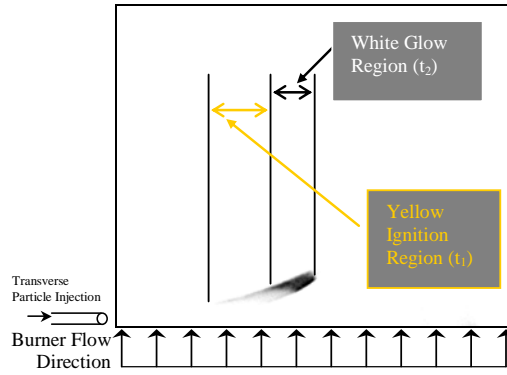 White Glow
Region (t₂)
Yellow
Ignition
Region (t₁)
Transverse
Particle Injection
Burner Flow
Direction